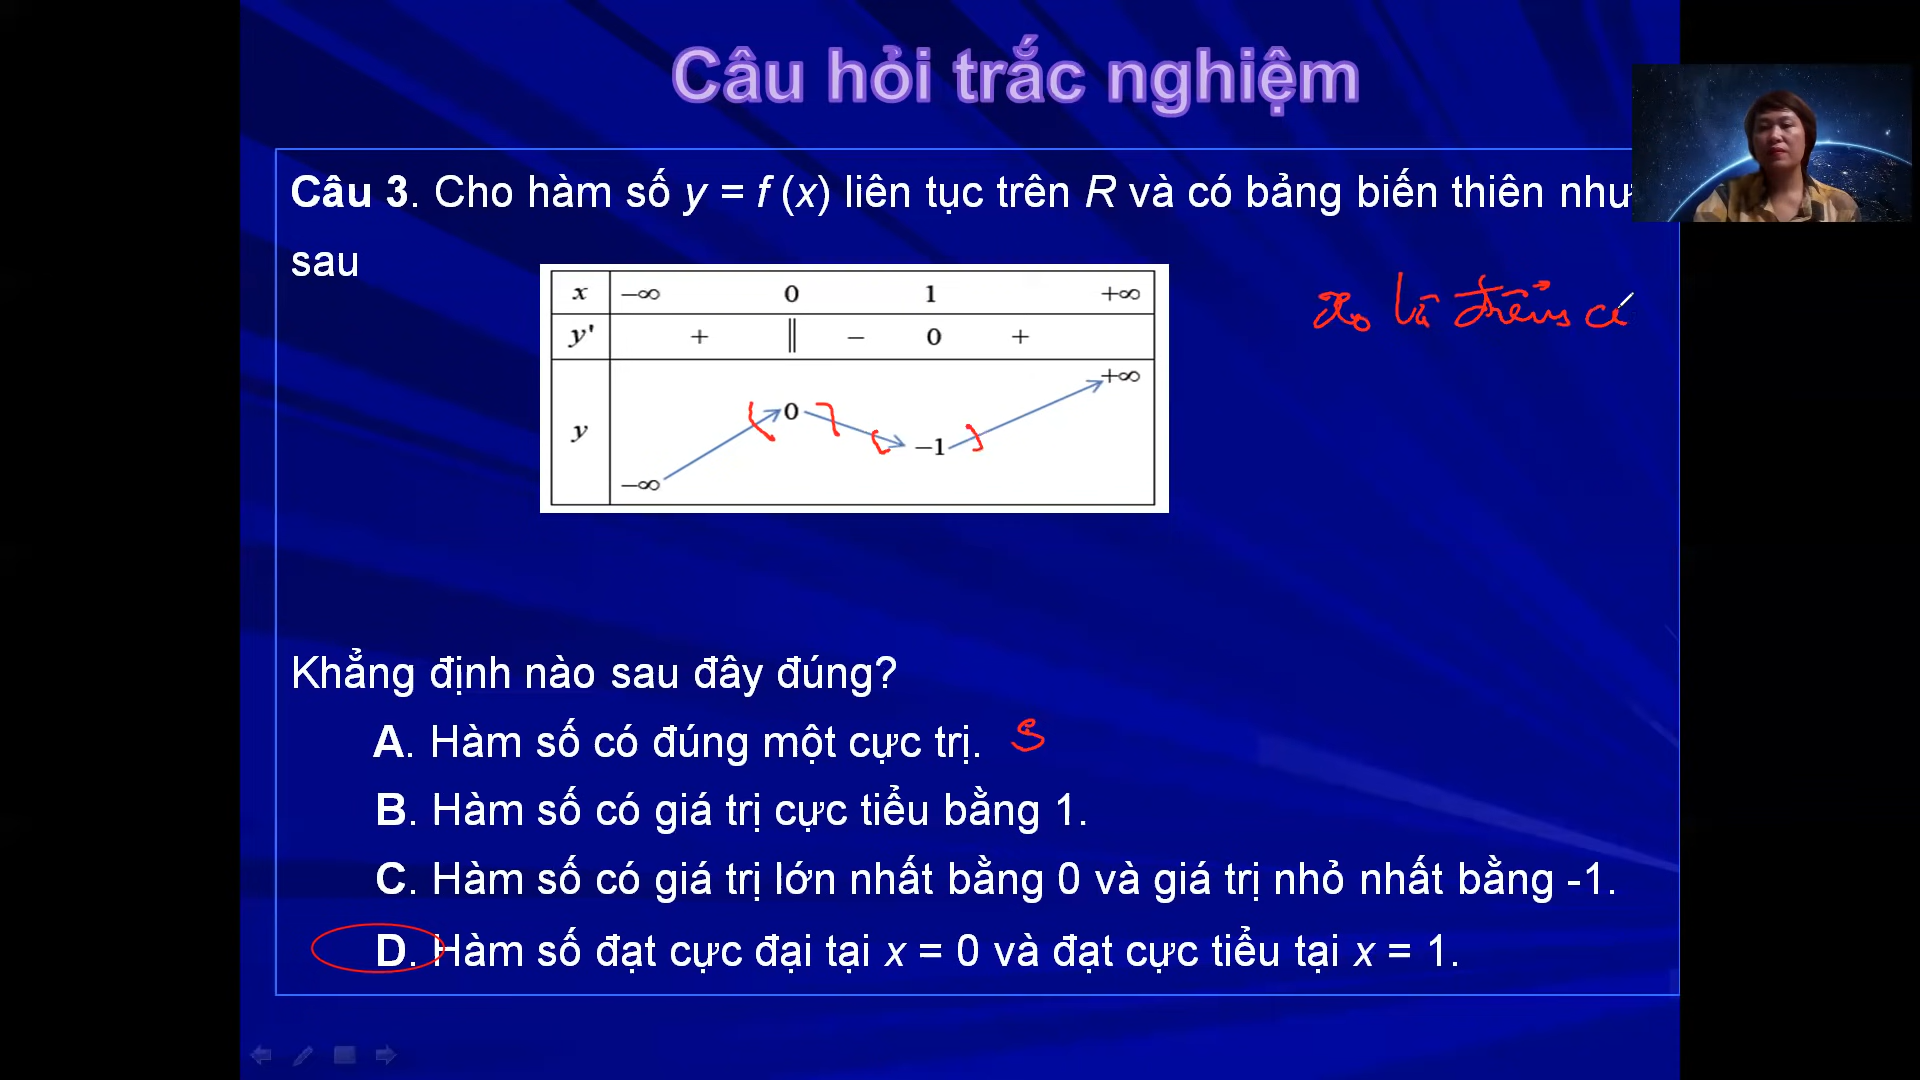 Câu hỏi trắc nghiệm
Câu 3. Cho hàm số y = f (x) liên tục trên R và có bảng biến thiên như
sau
x −∞ 0 1 +∞
y' + || − 0 +
+∞
0
y −1
−∞
x₀ là điểm
Khẳng định nào sau đây đúng?
A. Hàm số có đúng một cực trị. S
B. Hàm số có giá trị cực tiểu bằng 1.
C. Hàm số có giá trị lớn nhất bằng 0 và giá trị nhỏ nhất bằng -1.
D. Hàm số đạt cực đại tại x = 0 và đạt cực tiểu tại x = 1.